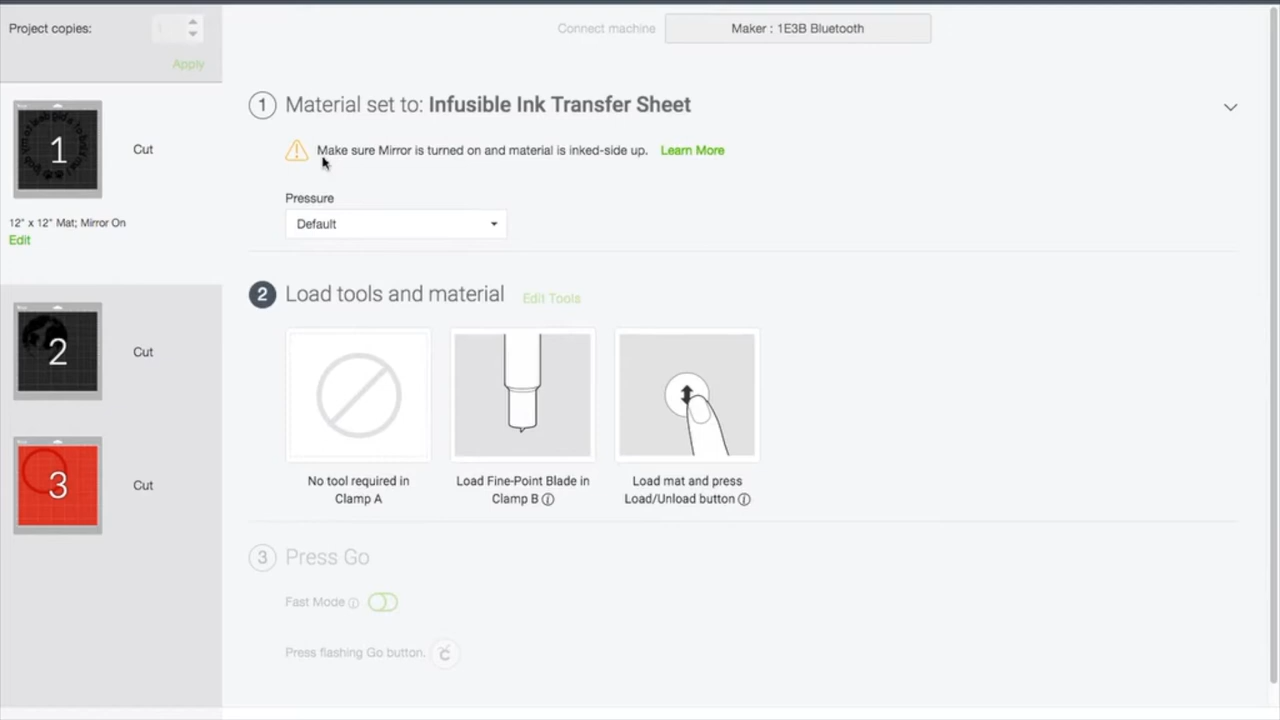 Project copies:
Connect machine
Maker : 1E3B Bluetooth
Apply
1 Material set to: Infusible Ink Transfer Sheet
Make sure Mirror is turned on and material is inked-side up. Learn More
1
Cut
Pressure
Default
12" x 12" Mat; Mirror On
Edit
2 Load tools and material Edit Tools
2
Cut
No tool required in
Clamp A
Load Fine-Point Blade in
Clamp B
Load mat and press
Load/Unload button
3
Cut
3 Press Go
Fast Mode
Press flashing Go button.